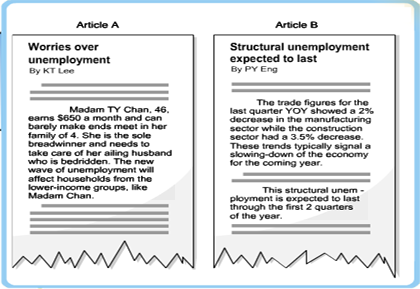 Article A
Worries over
unemployment
By KT Lee
Madam TY Chan, 46,
earns $650 a month and can
barely make ends meet in her
family of 4. She is the sole
breadwinner and needs to
take care of her ailing husband
who is bedridden. The new
wave of unemployment will
affect households from the
lower-income groups, like
Madam Chan.
Article B
Structural unemployment
expected to last
By PY Eng
The trade figures for the
last quarter YOY showed a 2%
decrease in the manufacturing
sector while the construction
sector had a 3.5% decrease.
These trends typically signal a
slowing-down of the economy
for the coming year.
This structural unem -
ployment is expected to last
through the first 2 quarters
of the year.